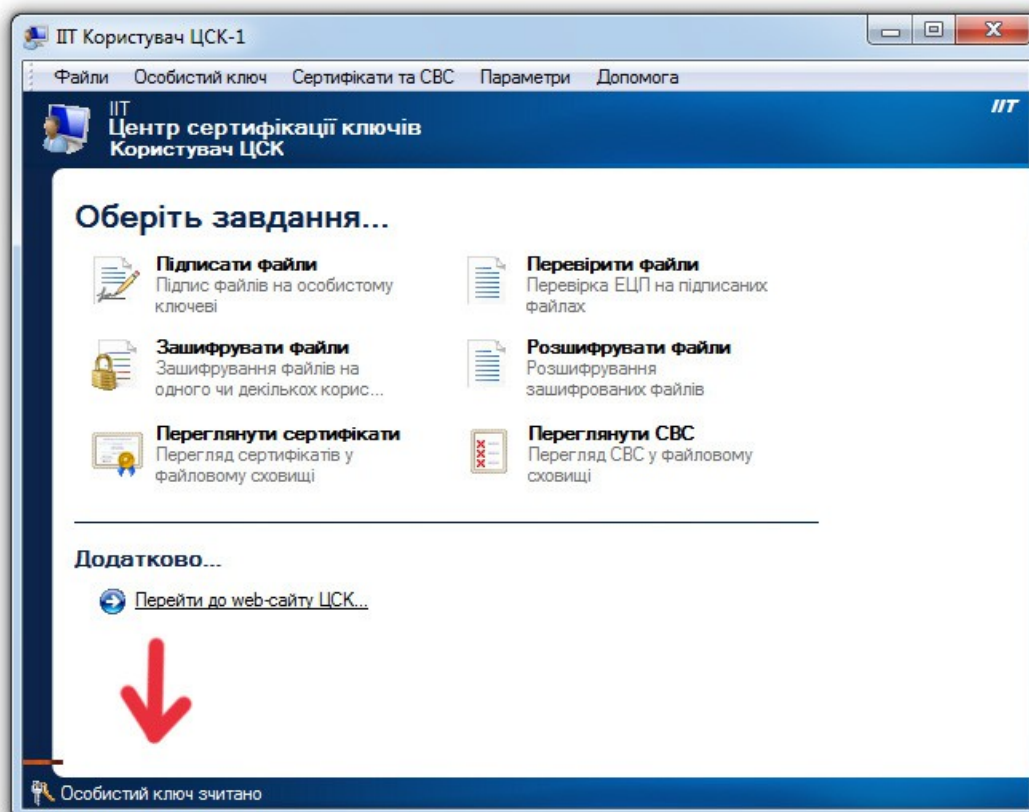 ІІТ Користувач ЦСК-1
Файли Особистий ключ Сертифікати та СВС Параметри Допомога
ІІТ
Центр сертифікації ключів
Користувач ЦСК
ІІТ
Оберіть завдання...
Підписати файли
Підпис файлів на особистому
ключеві
Перевірити файли
Перевірка ЕЦП на підписаних
файлах
Зашифрувати файли
Зашифрування файлів на
одного чи декількох корис...
Розшифрувати файли
Розшифрування
зашифрованих файлів
Переглянути сертифікати
Перегляд сертифікатів у
файловому сховищі
Переглянути СВС
Перегляд СВС у файловому
сховищі
Додатково...
Перейти до web-сайту ЦСК...
Особистий ключ зчитано